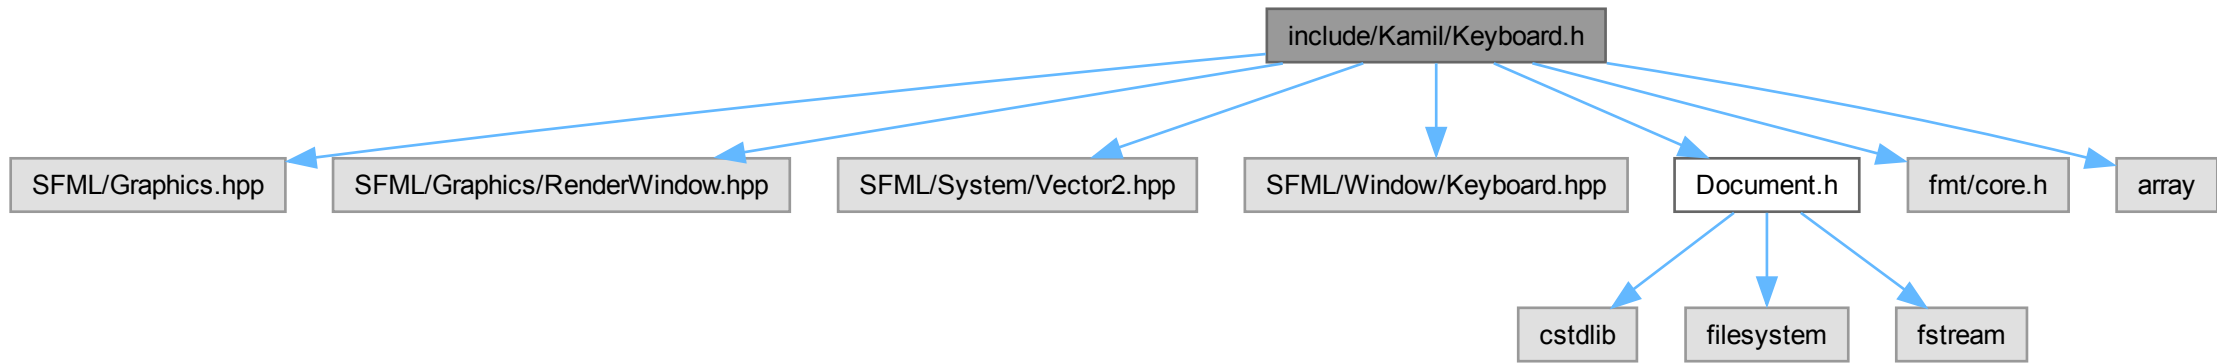 include/Kamil/Keyboard.h
SFML/Graphics.hpp
SFML/Graphics/RenderWindow.hpp
SFML/System/Vector2.hpp
SFML/Window/Keyboard.hpp
Document.h
fmt/core.h
array
cstdlib
filesystem
fstream